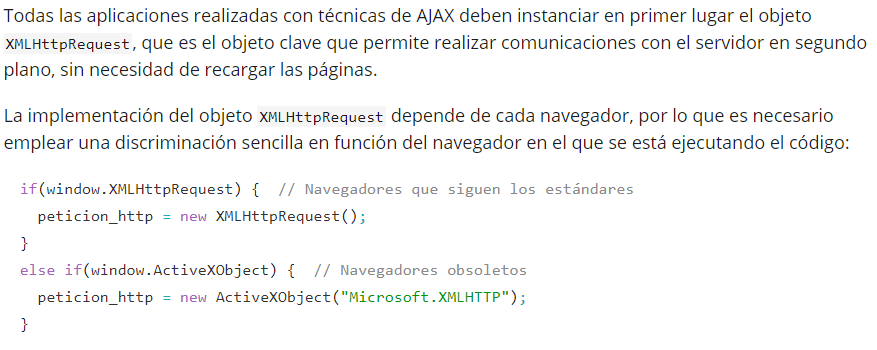 Todas las aplicaciones realizadas con técnicas de AJAX deben instanciar en primer lugar el objeto
XMLHttpRequest, que es el objeto clave que permite realizar comunicaciones con el servidor en segundo
plano, sin necesidad de recargar las páginas.
La implementación del objeto XMLHttpRequest depende de cada navegador, por lo que es necesario
emplear una discriminación sencilla en función del navegador en el que se está ejecutando el código:
if(window.XMLHttpRequest) {  // Navegadores que siguen los estándares
  peticion_http = new XMLHttpRequest();
}
else if(window.ActiveXObject) {  // Navegadores obsoletos
  peticion_http = new ActiveXObject("Microsoft.XMLHTTP");
}